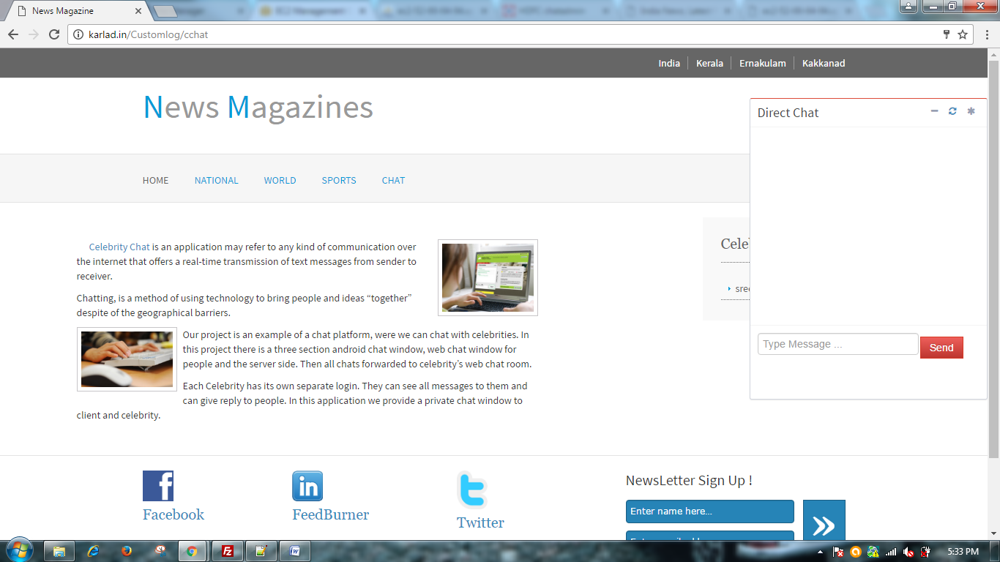 News Magazine
karlad.in/Customlog/cchat
India Kerala Ernakulam Kakkanad
News Magazines
Direct Chat
HOME NATIONAL WORLD SPORTS CHAT
Celebrity Chat is an application may refer to any kind of communication over
the internet that offers a real-time transmission of text messages from sender to
receiver.
Chatting, is a method of using technology to bring people and ideas “together”
despite of the geographical barriers.
Our project is an example of a chat platform, were we can chat with celebrities. In
this project there is a three section android chat window, web chat window for
people and the server side. Then all chats forwarded to celebrity’s web chat room.
Each Celebrity has its own separate login. They can see all messages to them and
can give reply to people. In this application we provide a private chat window to
client and celebrity.
Type Message ...
Send
Facebook
FeedBurner
Twitter
NewsLetter Sign Up !
Enter name here...
5:33 PM